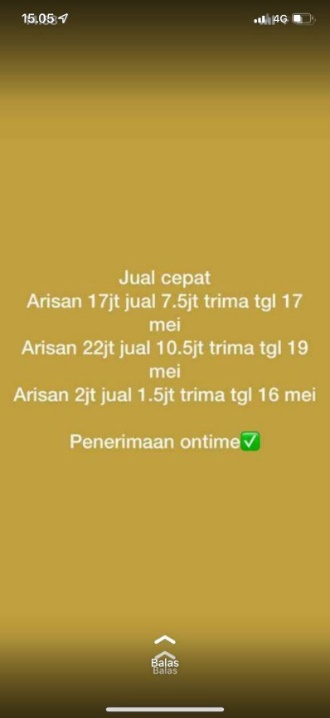 15.05
4G
Jual cepat
Arisan 17jt jual 7.5jt trima tgl 17
mei
Arisan 22jt jual 10.5jt trima tgl 19
mei
Arisan 2jt jual 1.5jt trima tgl 16 mei
Penerimaan ontime✅
Balas
Balas